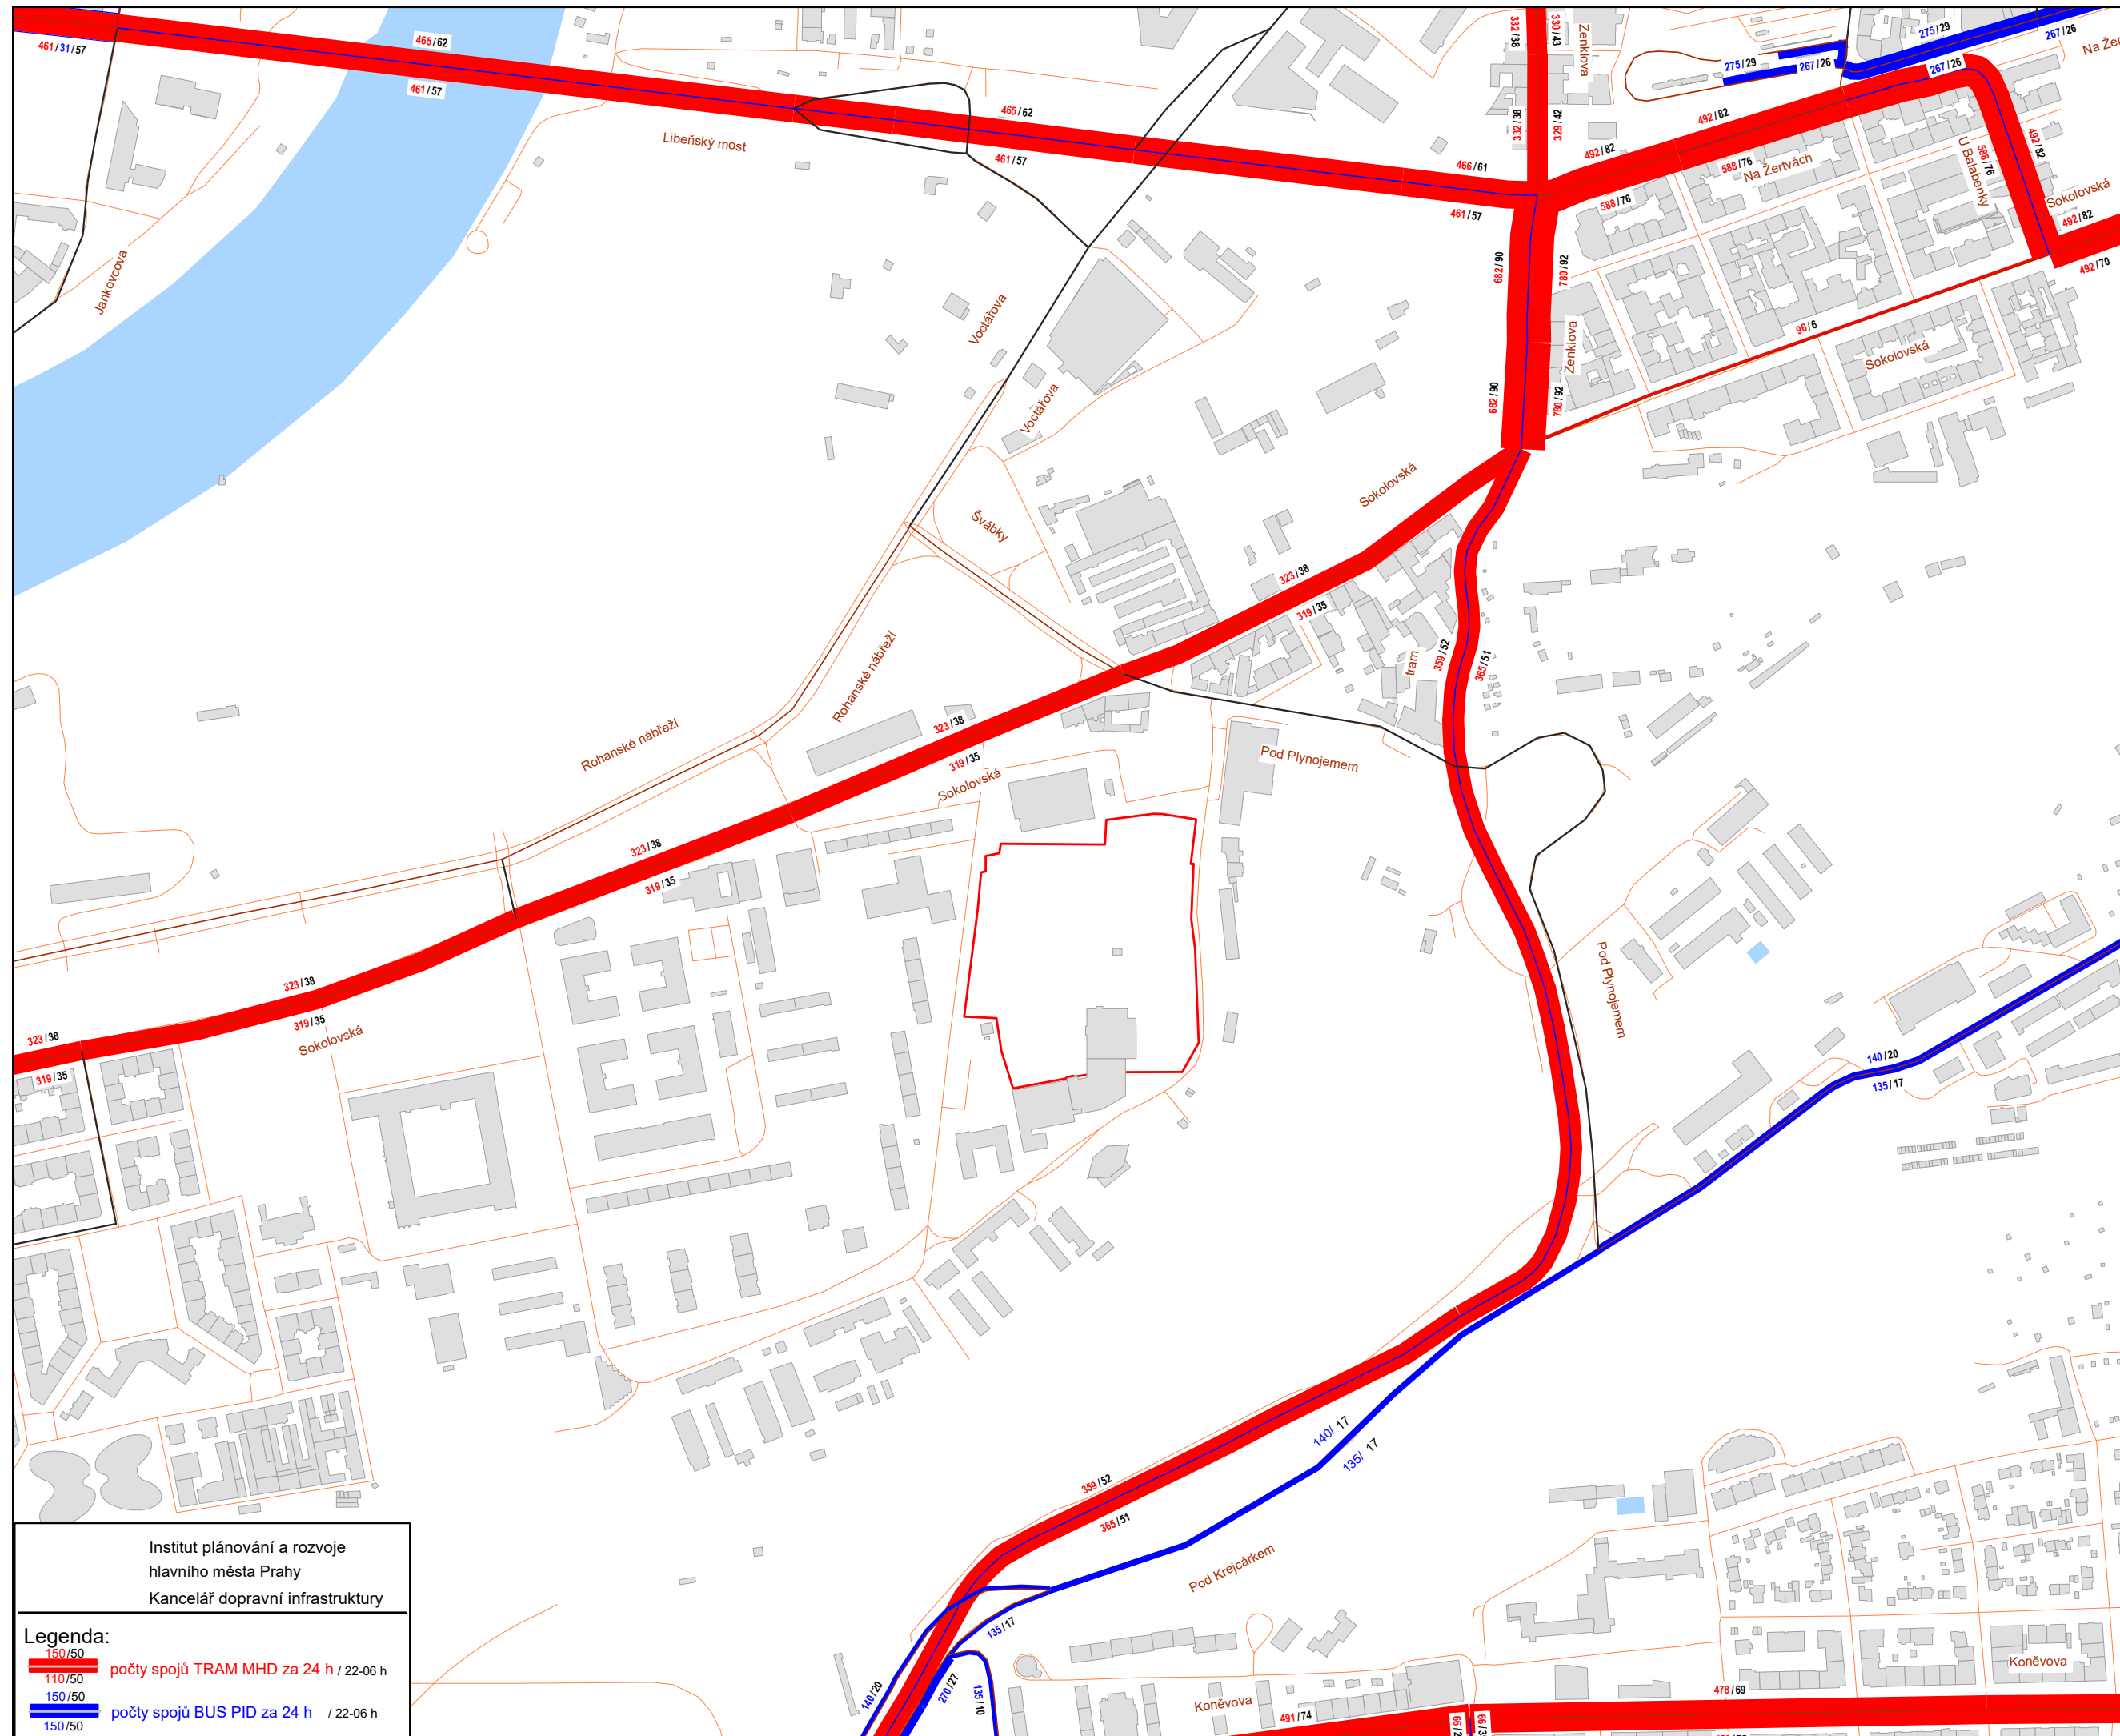 461/31/57
465/62
461/57
Libeňský most
465/62
461/57
466/61
461/57
332/38
330/43
Zenklova
332/38
329/42
275/29
267/26
275/29
267/26
267/26
492/82
492/82
588/76
Na Žertvách
588/76
U Balabenky
588/76
492/82
Sokolovská
492/82
492/70
Jankovcova
Voctářova
Voctářova
682/90
780/92
Zenklova
682/90
780/92
96/6
Sokolovská
Sokolovská
Švábky
323/38
319/35
tram
359/52
365/51
Rohanské nábřeží
Rohanské nábřeží
323/38
319/35
Sokolovská
Pod Plynojemem
323/38
319/35
323/38
319/35
Sokolovská
323/38
319/35
Pod Plynojemem
140/20
135/17
140/ 17
135/ 17
359/52
365/51
Pod Krejcárkem
135/17
140/20
270/27
135/10
Koněvova
491/74
478/69
Koněvova
Institut plánování a rozvoje
hlavního města Prahy
Kancelář dopravní infrastruktury
Legenda:
150/50
110/50
počty spojů TRAM MHD za 24 h / 22-06 h
150/50
150/50
počty spojů BUS PID za 24 h / 22-06 h